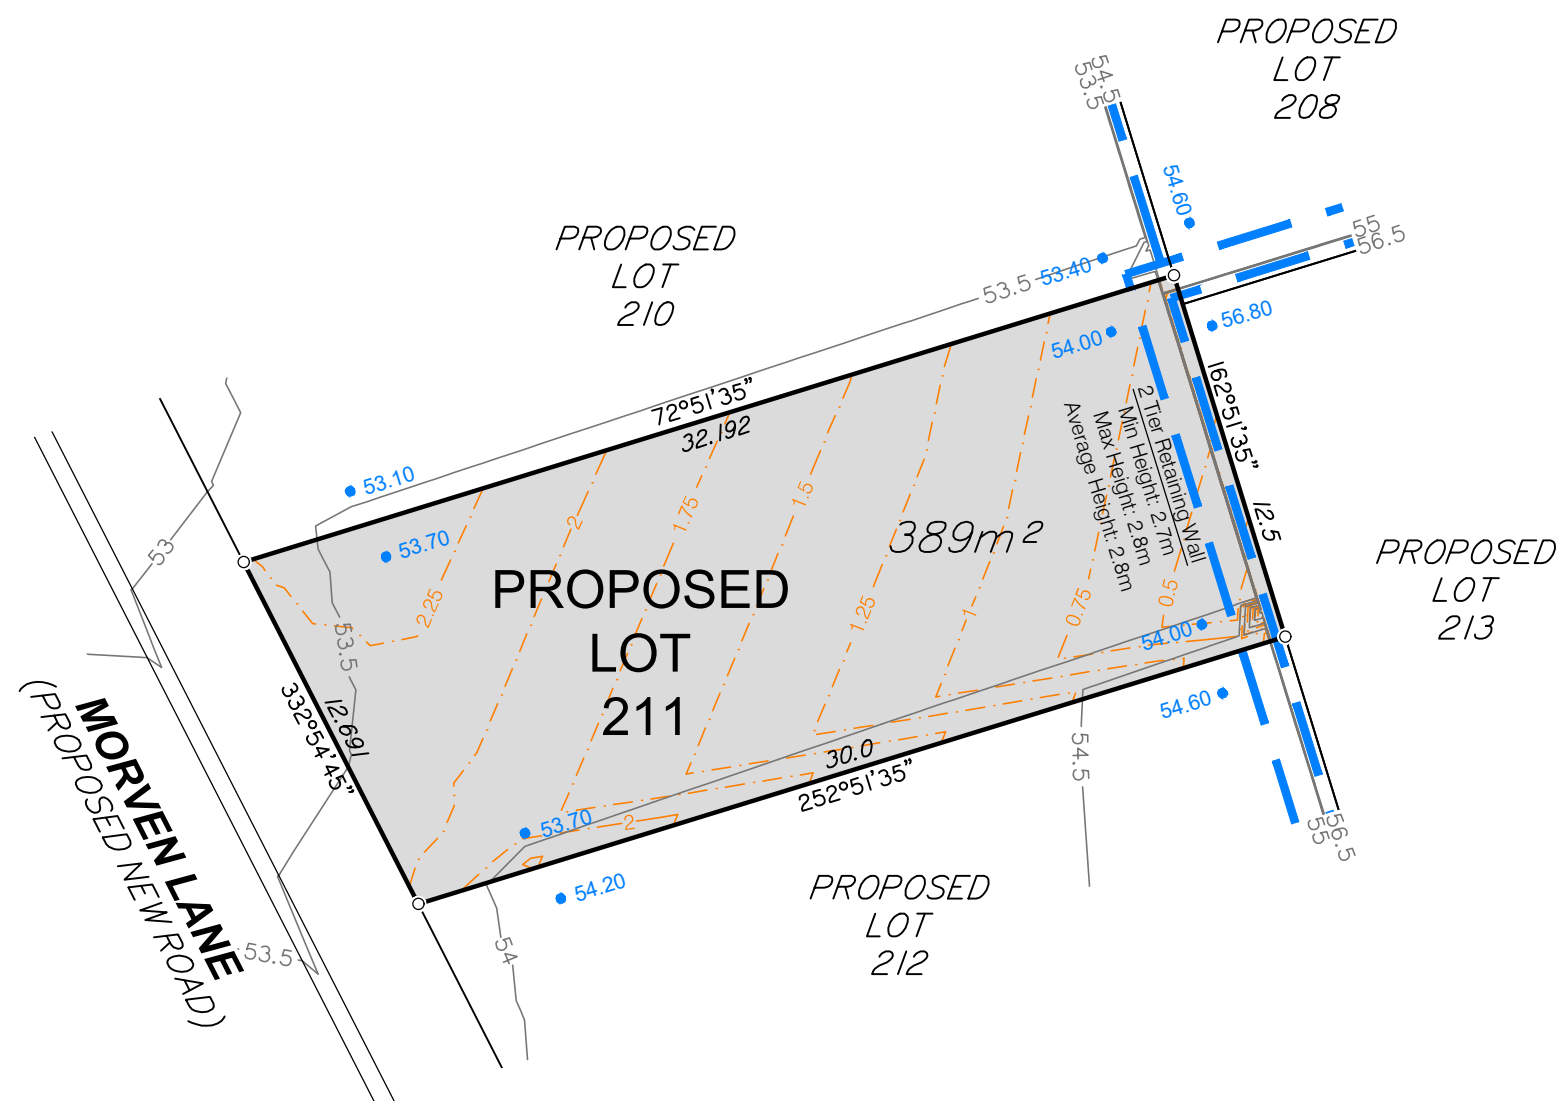 PROPOSED
LOT
208
54.5
53.5
54.60
55
56.5
PROPOSED
LOT
210
53.5
53.40
56.80
54.00
72°51'35"
32.192
162°51'35"
12.5
2 Tier Retaining Wall
Min Height: 2.7m
Max Height: 2.8m
Average Height: 2.8m
53.10
53.70
53
2
1.75
1.5
389m²
2.25
1.25
1
0.75
0.5
PROPOSED
LOT
211
PROPOSED
LOT
213
53.5
54.00
54.60
12.691
332°54'45"
MORVEN LANE
(PROPOSED NEW ROAD)
30.0
252°51'35"
54.5
53.70
2
55
56.5
54.20
PROPOSED
LOT
212
53.5
54